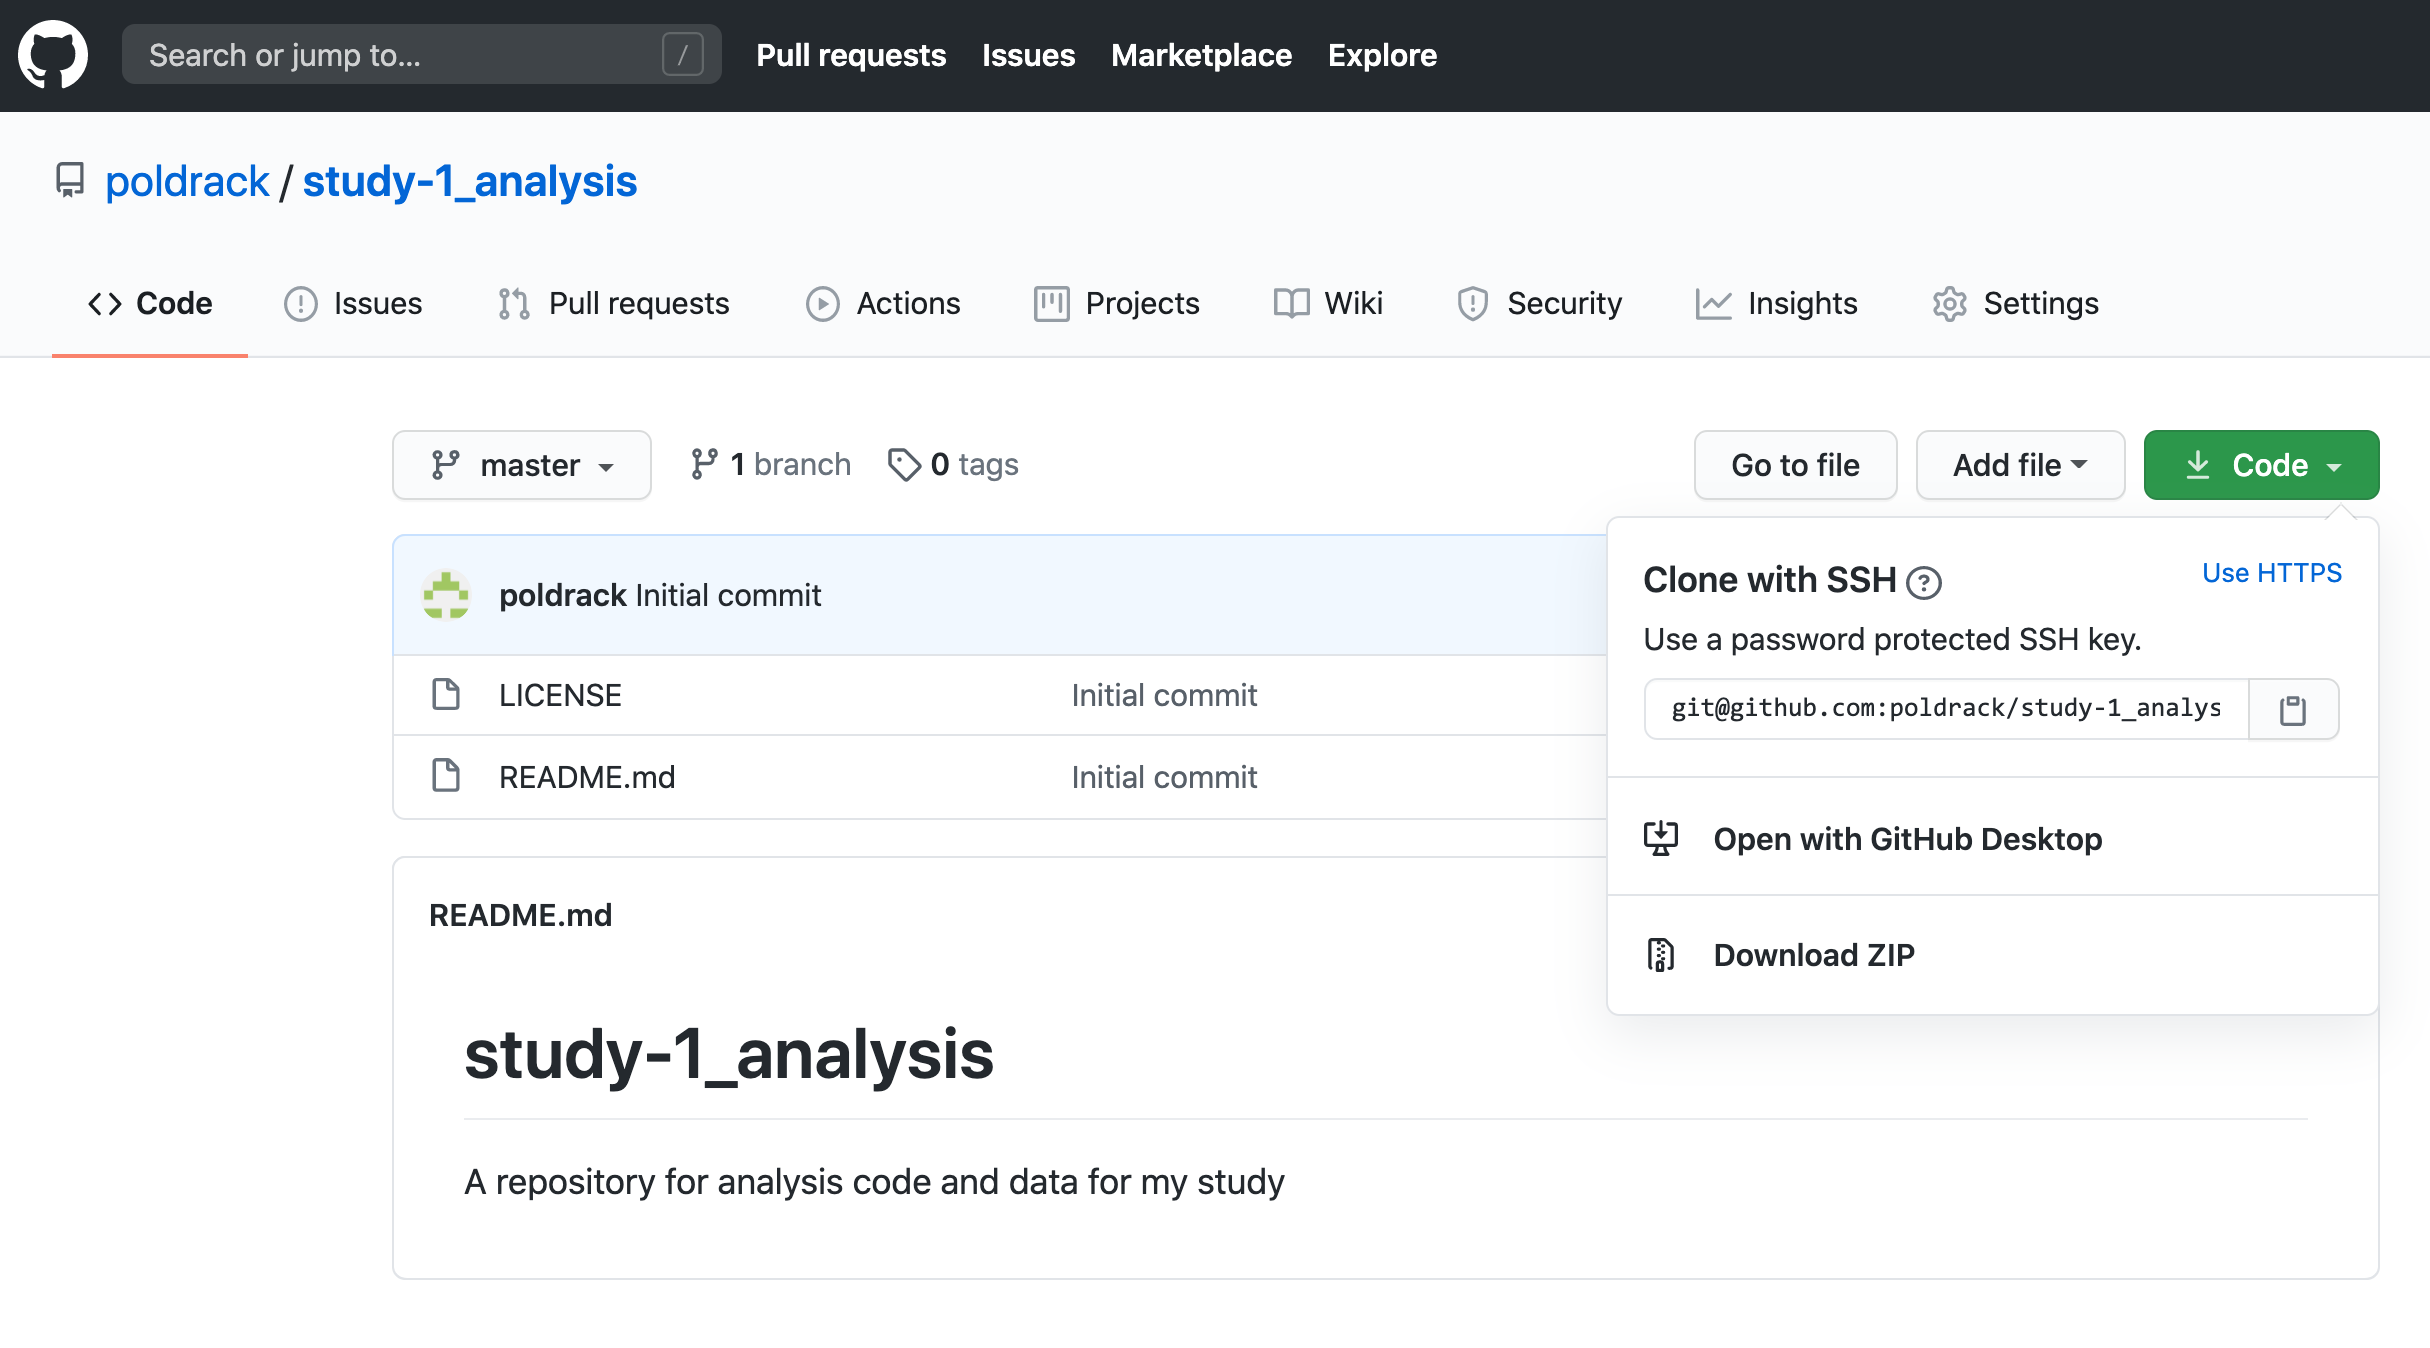 Search or jump to... / Pull requests Issues Marketplace Explore
poldrack / study-1_analysis
Code Issues Pull requests Actions Projects Wiki Security Insights Settings
master 1 branch 0 tags Go to file Add file Code
poldrack Initial commit
LICENSE Initial commit
README.md Initial commit
Clone with SSH ? Use HTTPS
Use a password protected SSH key.
git@github.com:poldrack/study-1_analys
Open with GitHub Desktop
Download ZIP
README.md
study-1_analysis
A repository for analysis code and data for my study